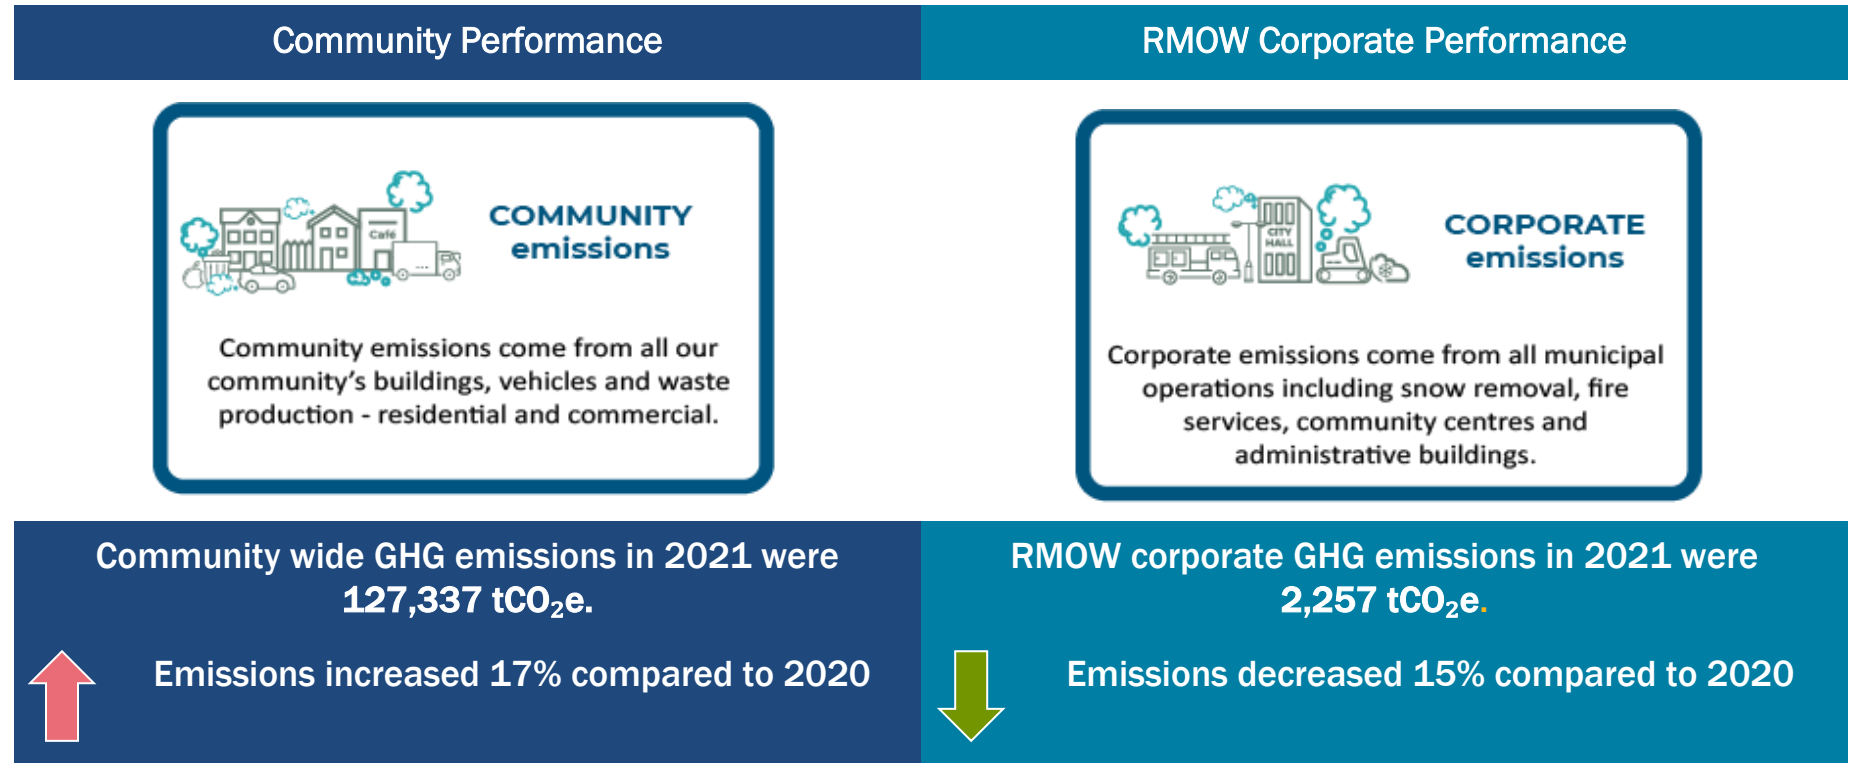 Community Performance
RMOW Corporate Performance
Café
COMMUNITY
emissions
Community emissions come from all our
community's buildings, vehicles and waste
production - residential and commercial.
CITY
HALL
CORPORATE
emissions
Corporate emissions come from all municipal
operations including snow removal, fire
services, community centres and
administrative buildings.
Community wide GHG emissions in 2021 were
127,337 tCO₂e.
Emissions increased 17% compared to 2020
RMOW corporate GHG emissions in 2021 were
2,257 tCO₂e.
Emissions decreased 15% compared to 2020